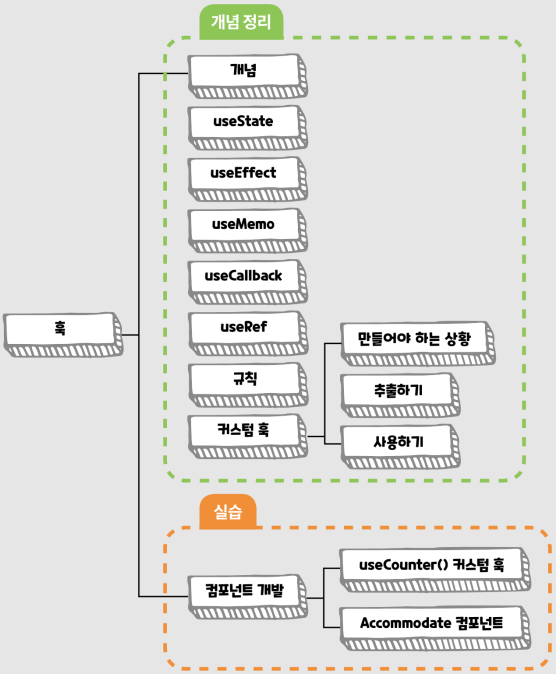 개념 정리
개념
useState
useEffect
useMemo
useCallback
훅
useRef
규칙
커스텀 훅
만들어야 하는 상황
추출하기
사용하기
실습
컴포넌트 개발
useCounter() 커스텀 훅
Accommodate 컴포넌트